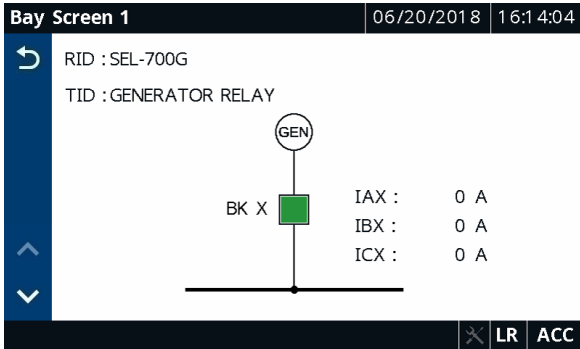 Bay Screen 1 06/20/2018 16:14:04
RID : SEL-700G
TID : GENERATOR RELAY
GEN
BK X
IAX : 0 A
IBX : 0 A
ICX : 0 A
LR ACC